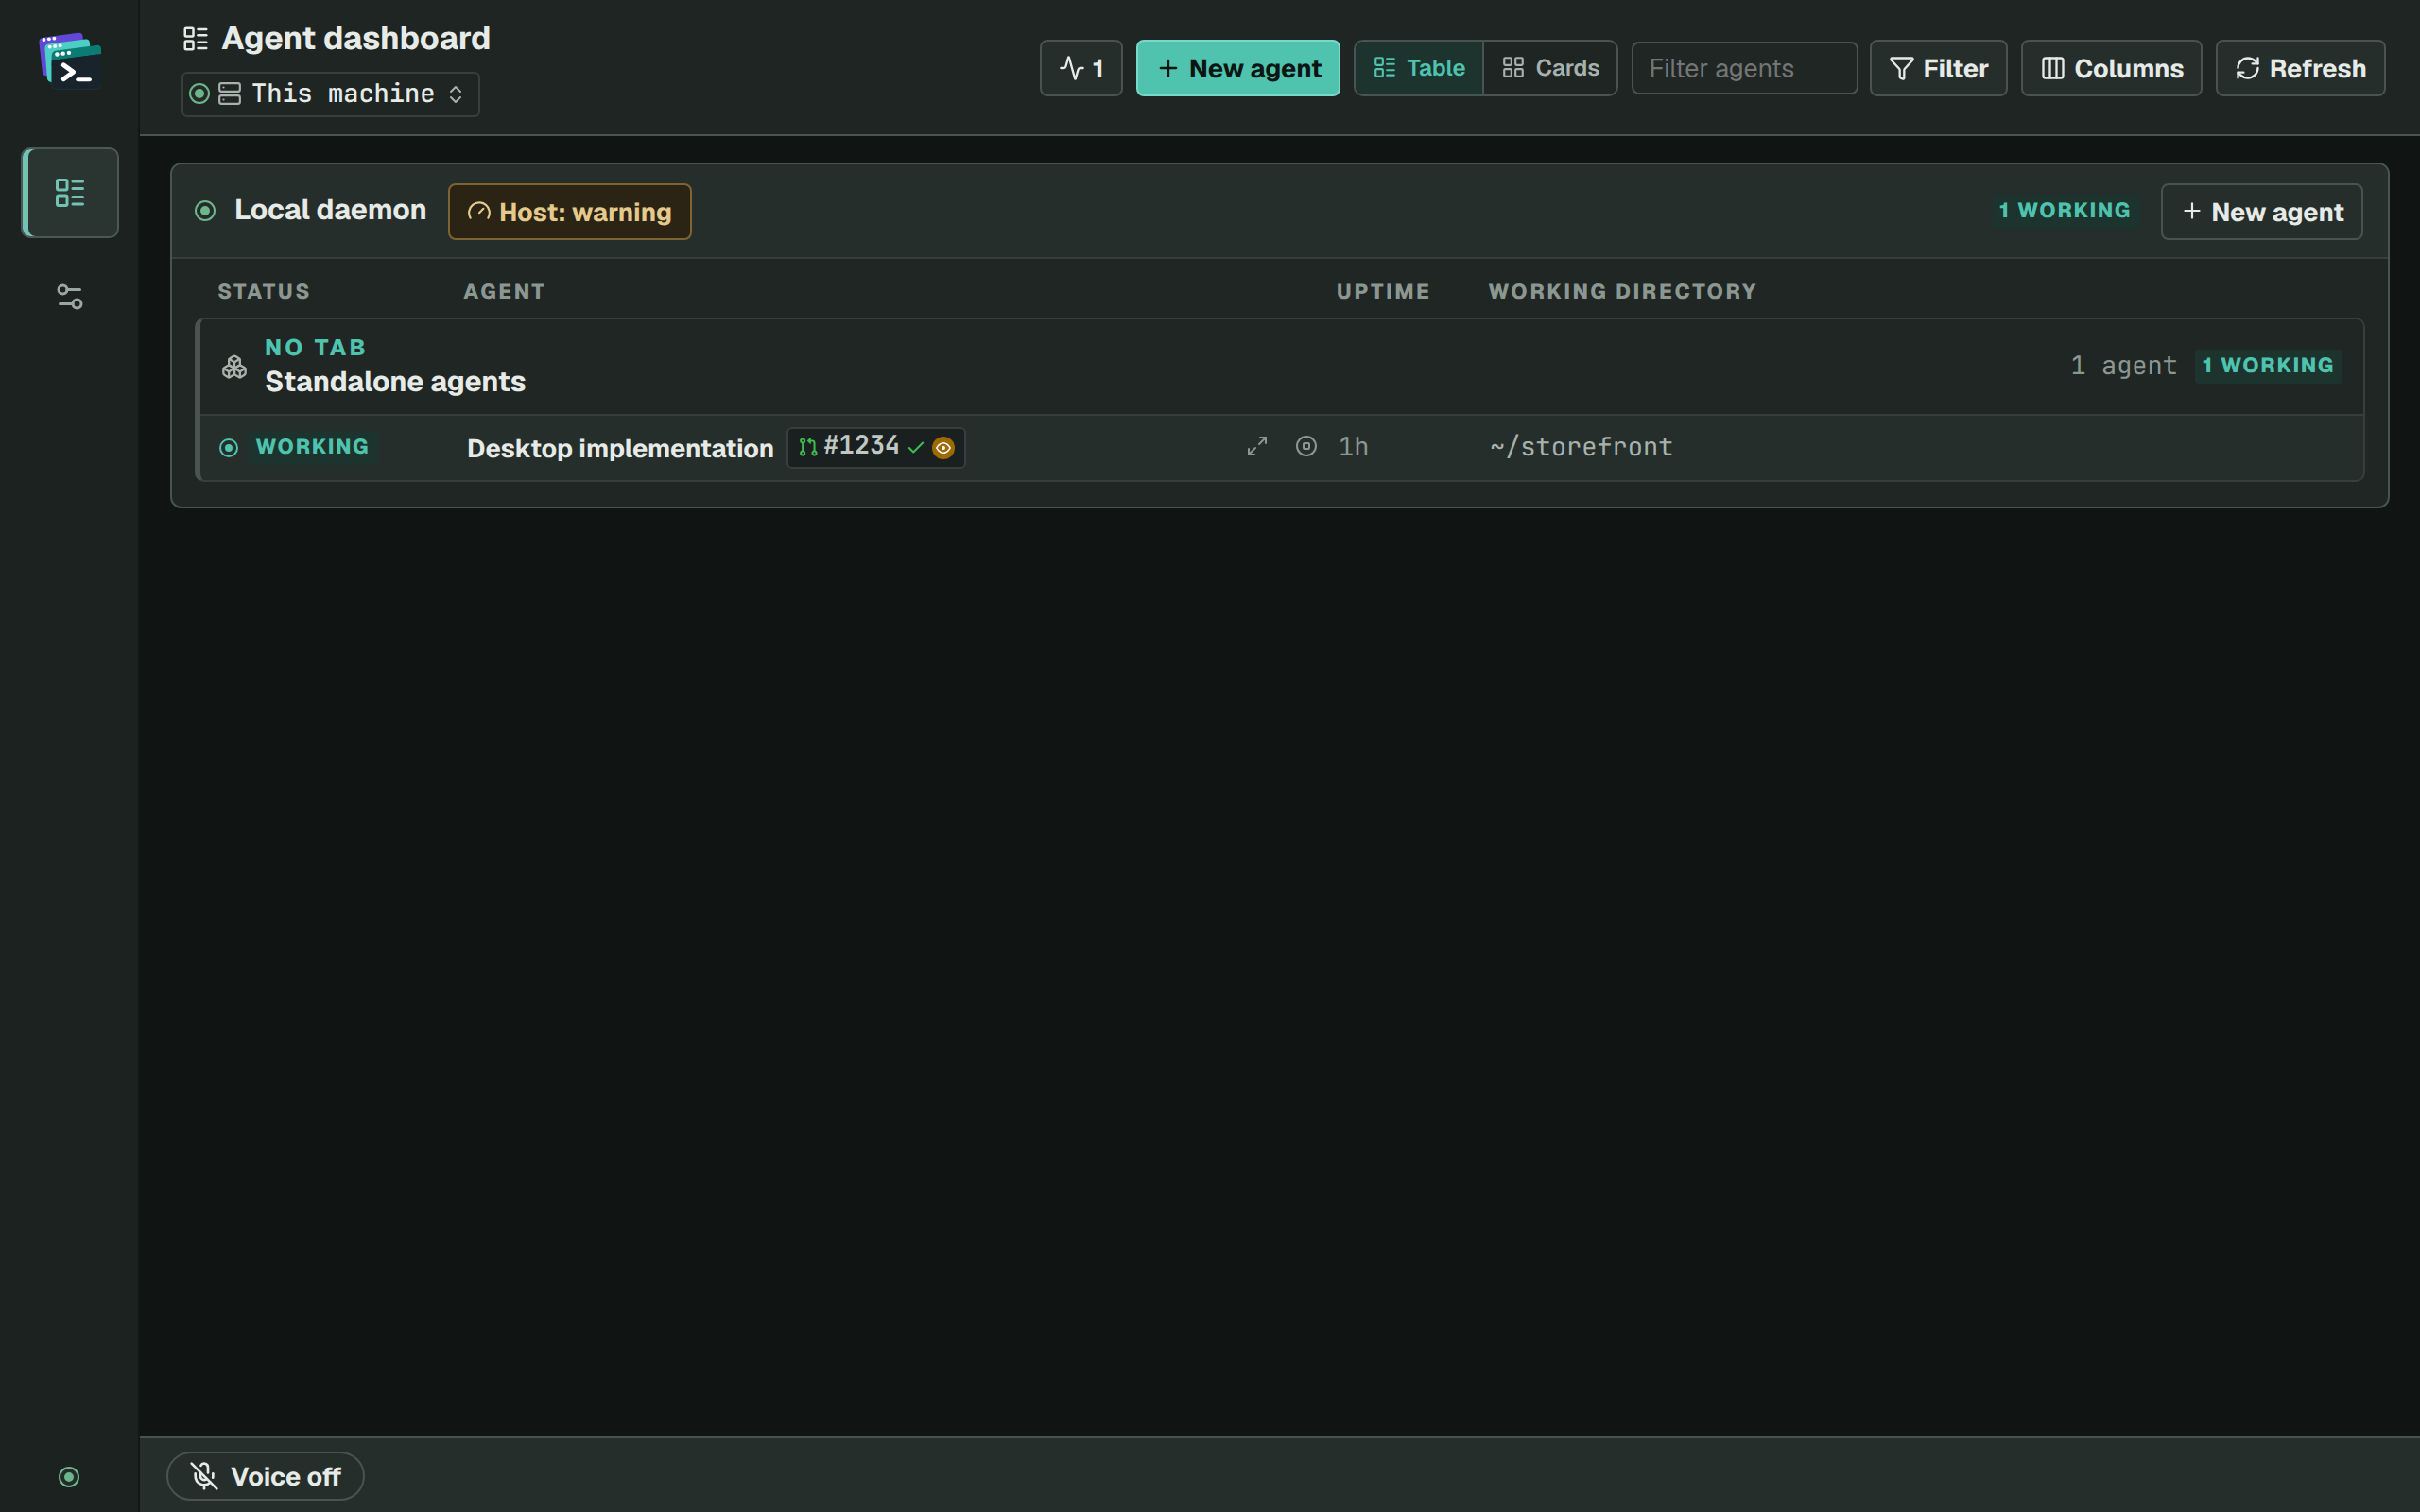 Agent dashboard
This machine
1
New agent
Table
Cards
Filter agents
Filter
Columns
Refresh
Local daemon
Host: warning
1 WORKING
New agent
STATUS
AGENT
UPTIME
WORKING DIRECTORY
NO TAB
Standalone agents
1 agent
1 WORKING
WORKING
Desktop implementation
#1234
1h
~/storefront
Voice off